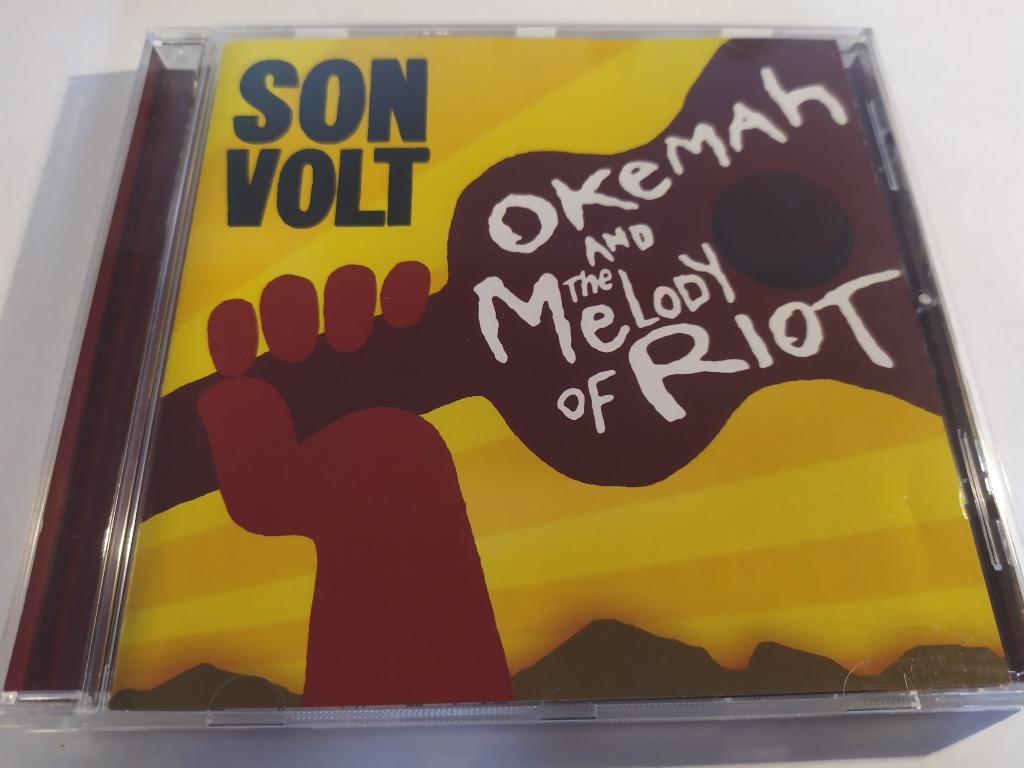 SON
VOLT
OKeMAh
AND
The
MeLODY
OF RIOT